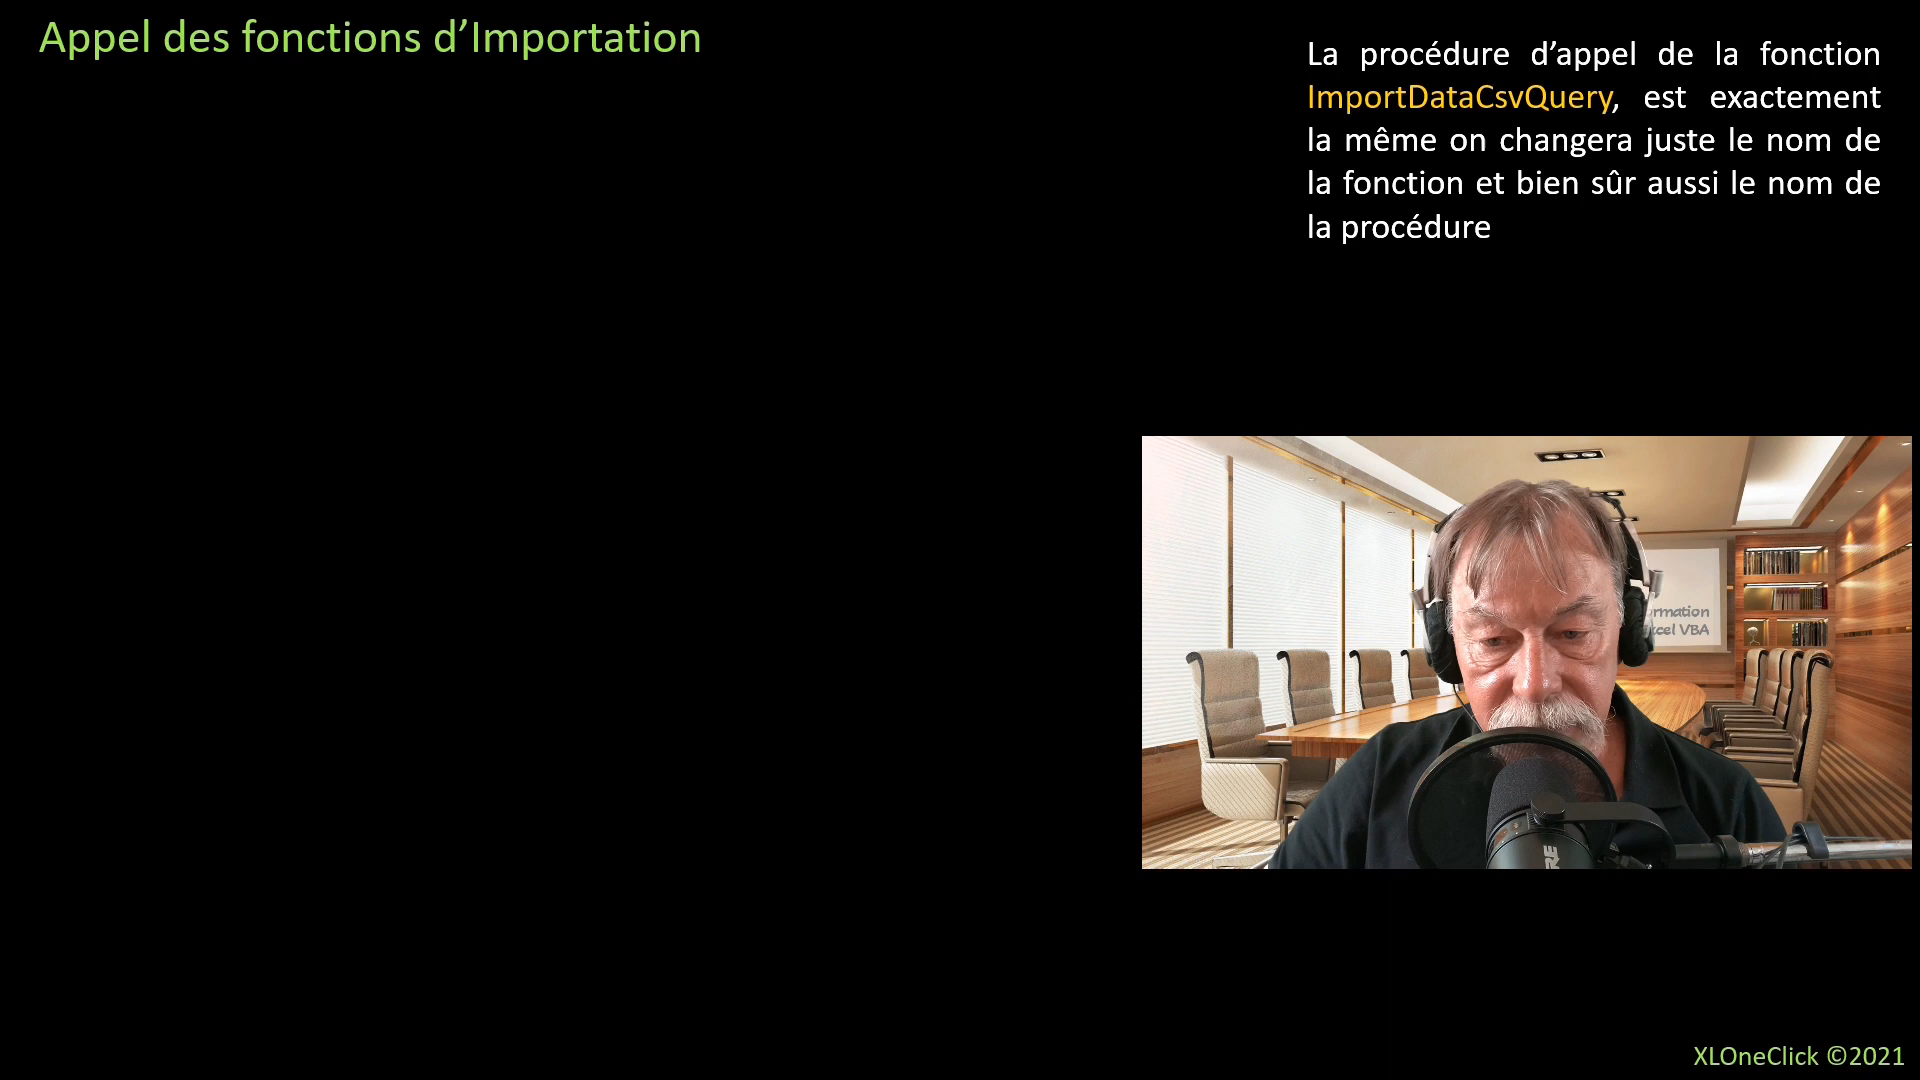 Appel des fonctions d’Importation
La procédure d’appel de la fonction
ImportDataCsvQuery, est exactement
la même on changera juste le nom de
la fonction et bien sûr aussi le nom de
la procédure
XLOneClick ©2021